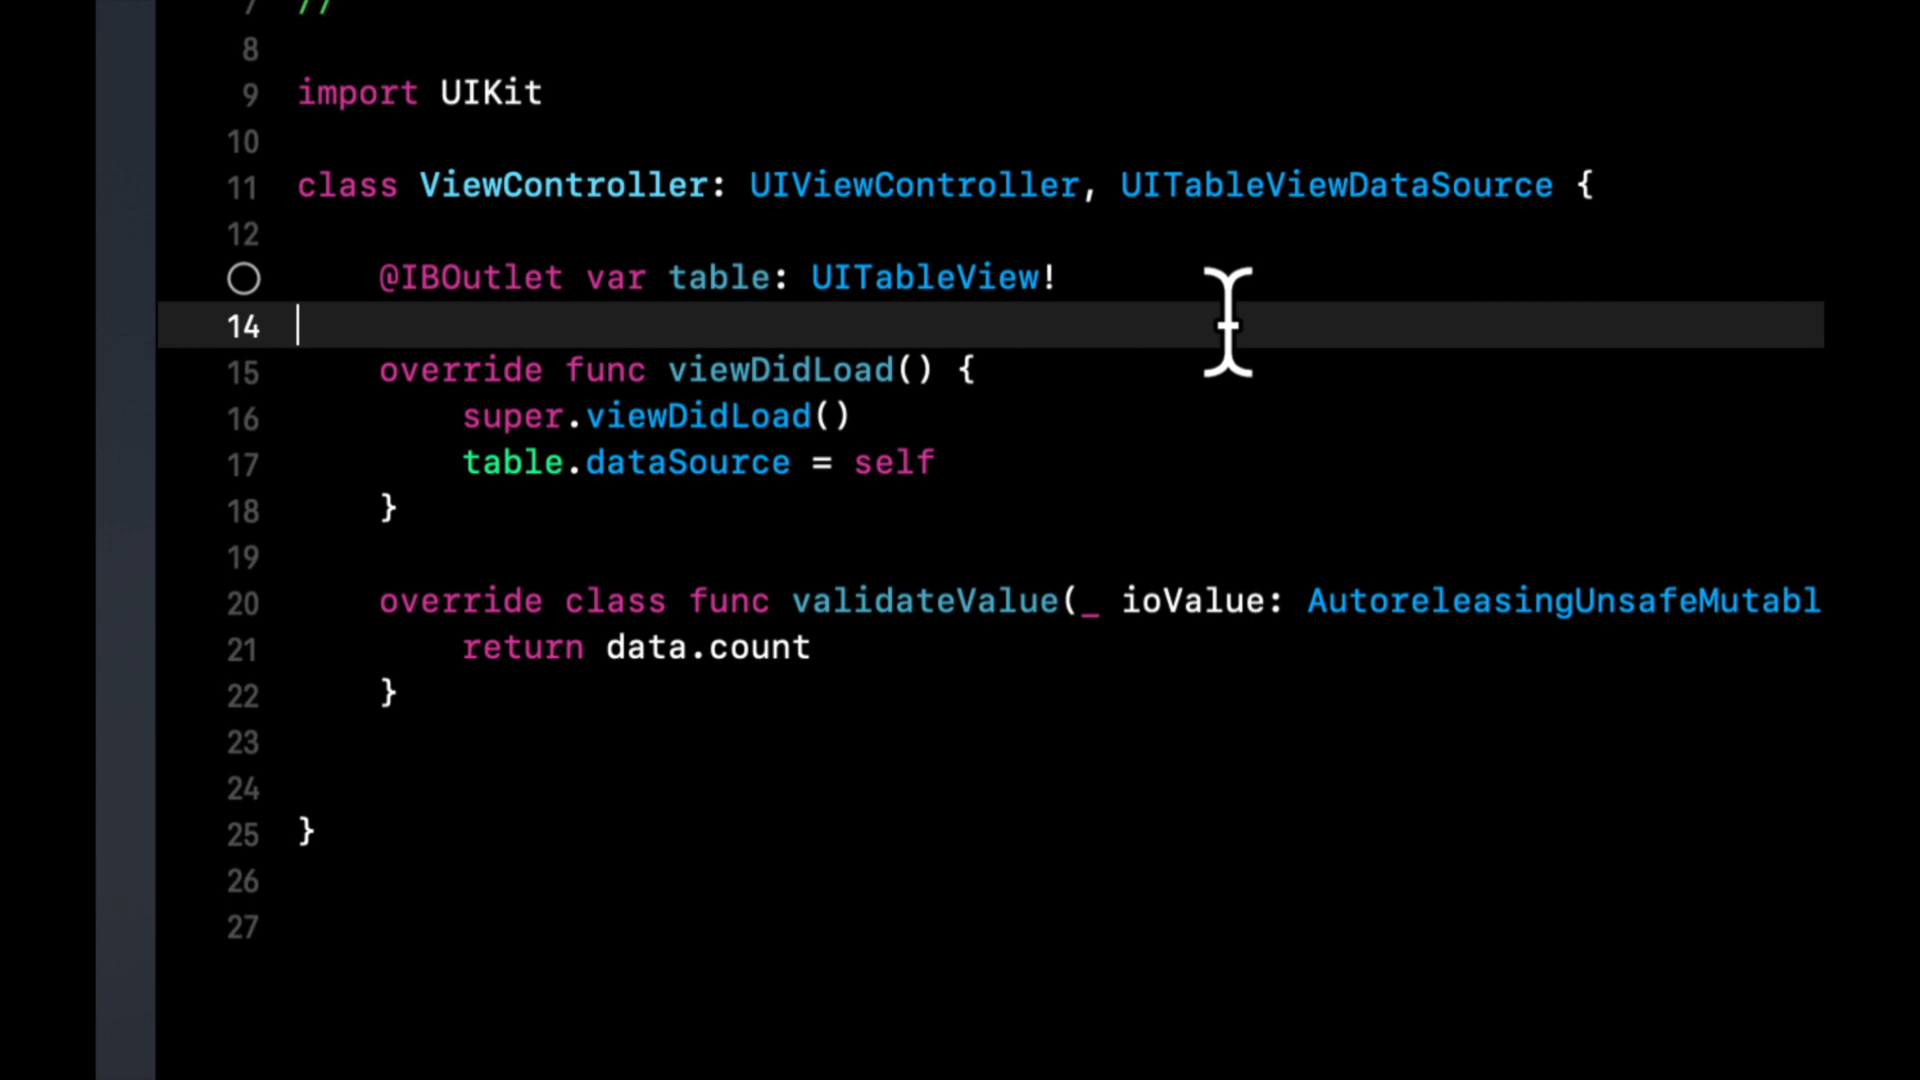 7 //
8
9 import UIKit
10
11 class ViewController: UIViewController, UITableViewDataSource {
12
@IBOutlet var table: UITableView!
14
15 override func viewDidLoad() {
16 super.viewDidLoad()
17 table.dataSource = self
18 }
19
20 override class func validateValue(_ ioValue: AutoreleasingUnsafeMutabl
21 return data.count
22 }
23
24
25 }
26
27